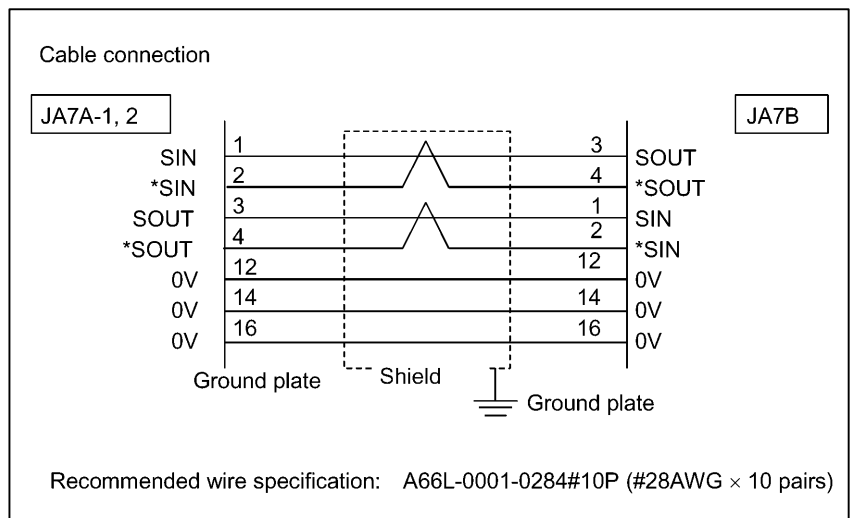 Cable connection
JA7A-1, 2
JA7B
SIN 1 3 SOUT
*SIN 2 4 *SOUT
SOUT 3 1 SIN
*SOUT 4 2 *SIN
0V 12 12 0V
0V 14 14 0V
0V 16 16 0V
Ground plate Shield
Ground plate
Recommended wire specification: A66L-0001-0284#10P (#28AWG × 10 pairs)